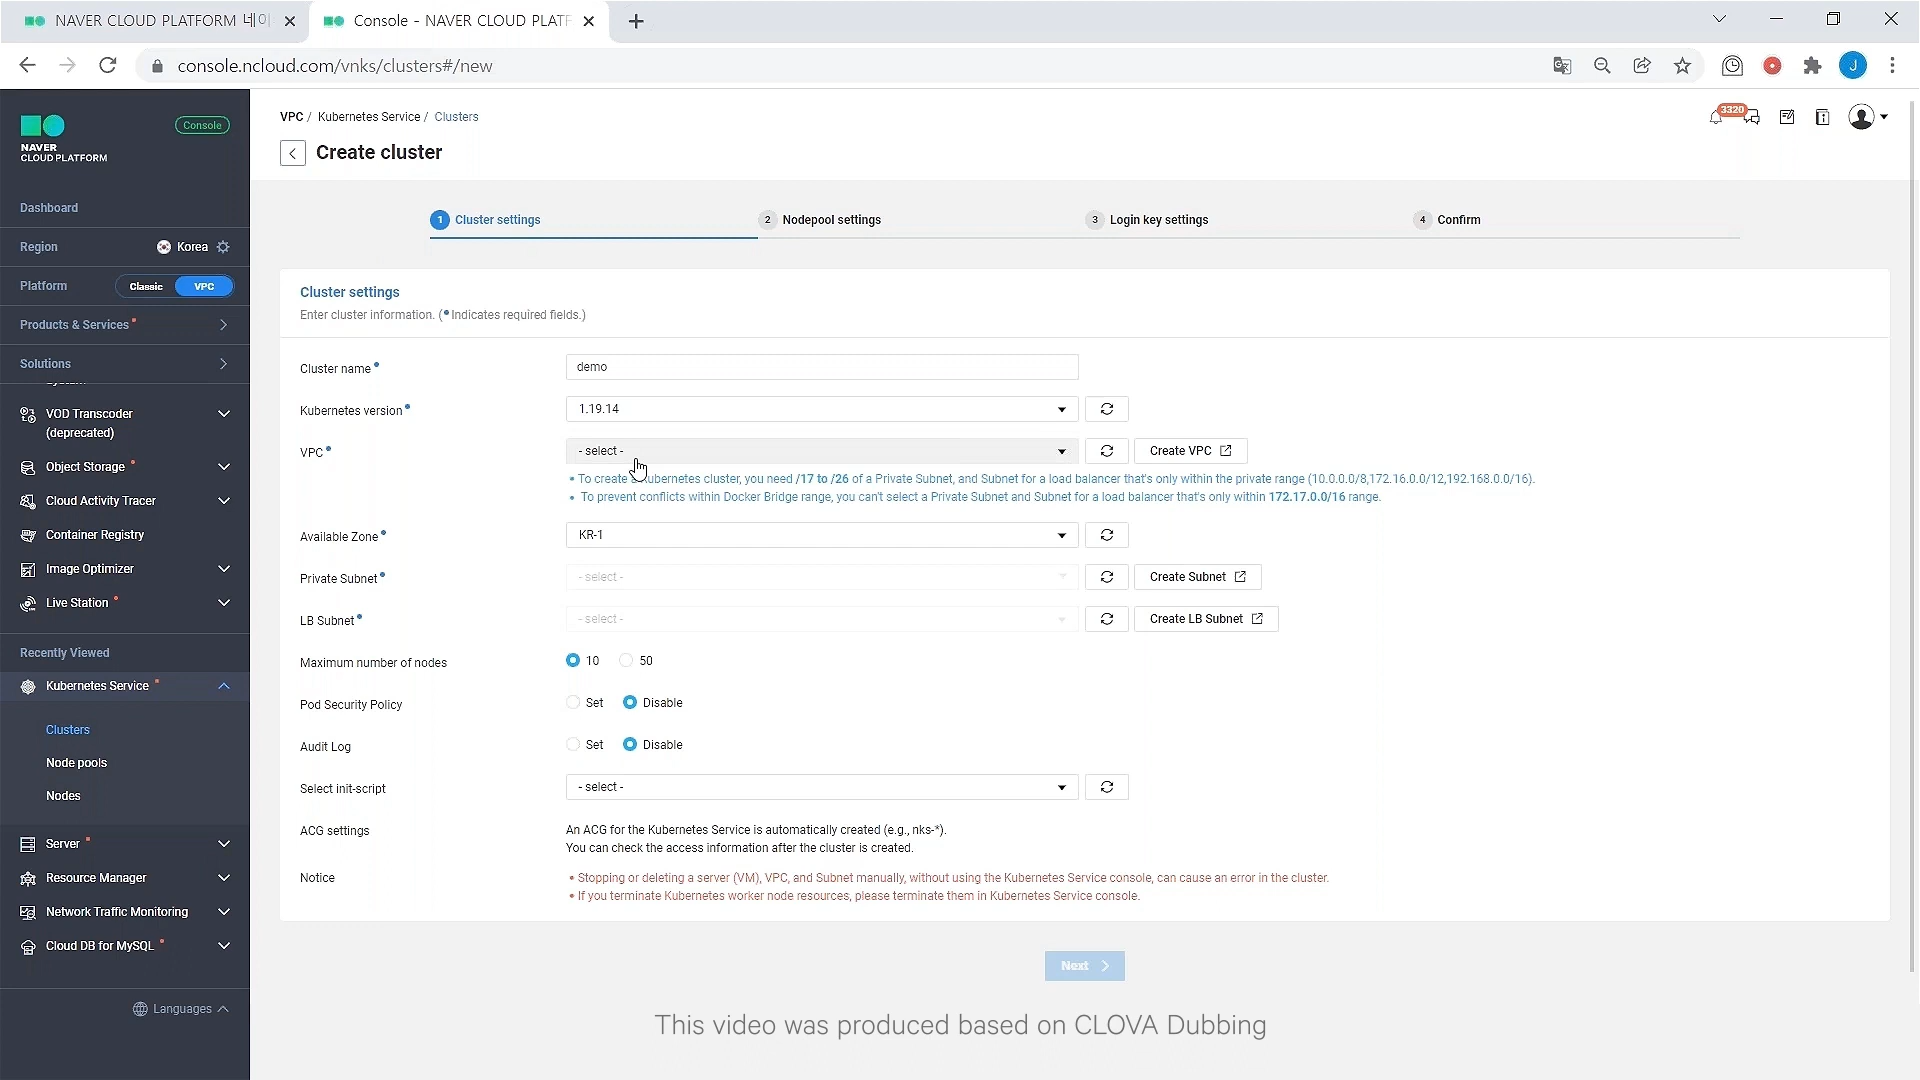 NAVER CLOUD PLATFORM 네이
Console - NAVER CLOUD PLATF
console.ncloud.com/vnks/clusters#/new
J
NAVER
CLOUD PLATFORM
Console
VPC / Kubernetes Service / Clusters
3320
Create cluster
Dashboard
Region
Korea
Platform
Classic
VPC
Products & Services
Solutions
VOD Transcoder
(deprecated)
Object Storage
Cloud Activity Tracer
Container Registry
Image Optimizer
Live Station
Recently Viewed
Kubernetes Service
Clusters
Node pools
Nodes
Server
Resource Manager
Network Traffic Monitoring
Cloud DB for MySQL
Languages
1 Cluster settings
2 Nodepool settings
3 Login key settings
4 Confirm
Cluster settings
Enter cluster information. (•Indicates required fields.)
Cluster name
demo
Kubernetes version
1.19.14
VPC
- select -
Create VPC
• To create a Kubernetes cluster, you need /17 to /26 of a Private Subnet, and Subnet for a load balancer that's only within the private range (10.0.0.0/8,172.16.0.0/12,192.168.0.0/16).
• To prevent conflicts within Docker Bridge range, you can't select a Private Subnet and Subnet for a load balancer that's only within 172.17.0.0/16 range.
Available Zone
KR-1
Private Subnet
- select -
Create Subnet
LB Subnet
- select -
Create LB Subnet
Maximum number of nodes
10
50
Pod Security Policy
Set
Disable
Audit Log
Set
Disable
Select init-script
- select -
ACG settings
An ACG for the Kubernetes Service is automatically created (e.g., nks-*).
You can check the access information after the cluster is created.
Notice
• Stopping or deleting a server (VM), VPC, and Subnet manually, without using the Kubernetes Service console, can cause an error in the cluster.
• If you terminate Kubernetes worker node resources, please terminate them in Kubernetes Service console.
Next
This video was produced based on CLOVA Dubbing